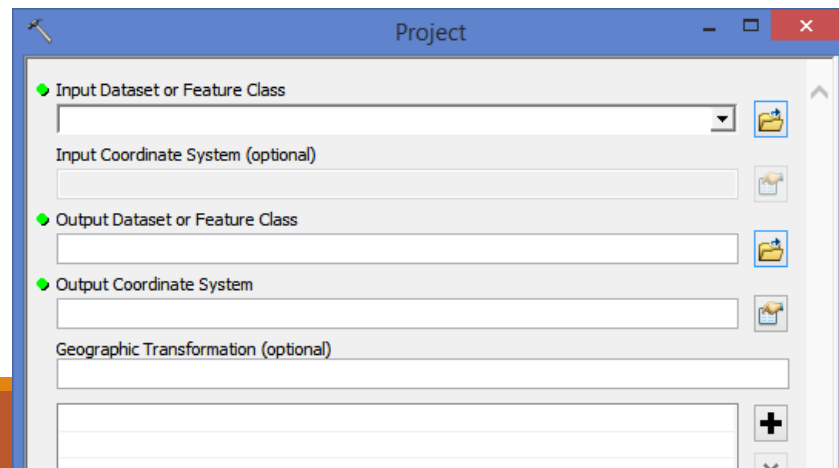 Project
Input Dataset or Feature Class
Input Coordinate System (optional)
Output Dataset or Feature Class
Output Coordinate System
Geographic Transformation (optional)